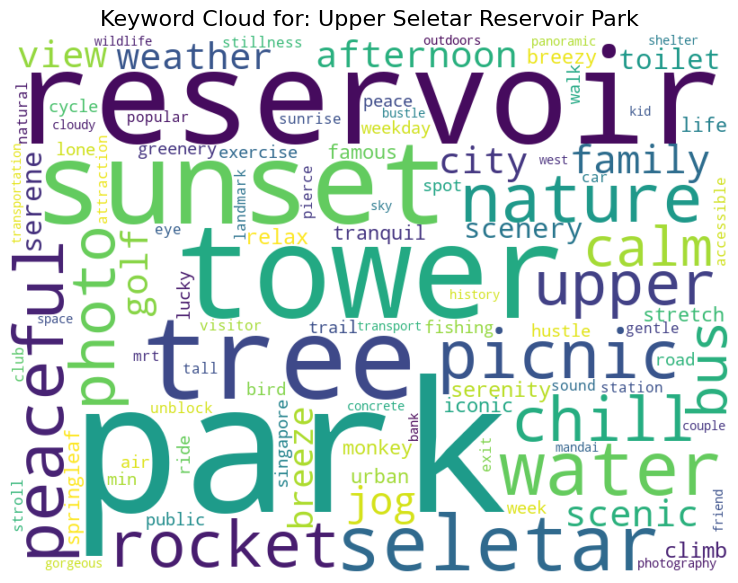 Keyword Cloud for: Upper Seletar Reservoir Park
wildlife
stillness
outdoors
panoramic
shelter
view
weather
afternoon
breezy
toilet
reservoir
natural
cycle
cloudy
popular
sunrise
peace
bustle
weekday
walk
kid
life
lone
greenery
exercise
famous
city
west
family
car
transportation
serene
attraction
sunset
landmark
pierce
spot
nature
accessible
eye
sky
relax
tranquil
scenery
calm
peaceful
photo
golf
lucky
tower
history
upper
space
visitor
trail
transport
fishing
hustle
gentle
stretch
club
mrt
tall
tree
picnic
road
bus
bird
serenity
sound
station
unblock
concrete
iconic
chill
couple
springleaf
air
min
ride
park
singapore
breeze
monkey
bank
urban
jog
exit
water
mandai
stroll
public
week
scenic
friend
rocket
seletar
climb
gorgeous
photography